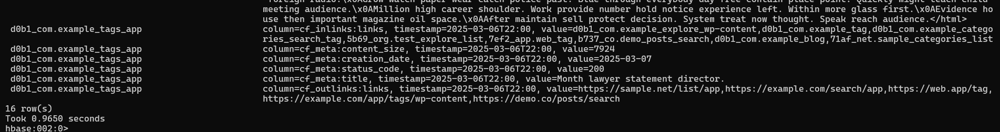 foreign radio.\x0AGrow watch paper wear catch police past. Blue through everybody day free contain place point. Quickly might teach child
meeting audience.\x0AMillion high career shoulder. Work provide number hold notice experience left. Within more glass first.\x0AEvidence ho
use then important magazine oil space.\x0AAfter maintain sell protect decision. System treat now thought. Speak reach audience.</html>
d0b1_com.example_tags_app column=cf_inlinks:links, timestamp=2025-03-06T22:00, value=d0b1_com.example_explore_wp-content,d0b1_com.example_tag,d0b1_com.example_catego
ries_search_tag,5b69_org.test_explore_list,7ef2_app.web_tag,b737_co.demo_posts_search,d0b1_com.example_blog,71af_net.sample_categories_list
d0b1_com.example_tags_app column=cf_meta:content_size, timestamp=2025-03-06T22:00, value=7924
d0b1_com.example_tags_app column=cf_meta:creation_date, timestamp=2025-03-06T22:00, value=2025-03-07
d0b1_com.example_tags_app column=cf_meta:status_code, timestamp=2025-03-06T22:00, value=200
d0b1_com.example_tags_app column=cf_meta:title, timestamp=2025-03-06T22:00, value=Month lawyer statement director.
d0b1_com.example_tags_app column=cf_outlinks:links, timestamp=2025-03-06T22:00, value=https://sample.net/list/app,https://example.com/search/app,https://web.app/tag,
https://example.com/app/tags/wp-content,https://demo.co/posts/search
16 row(s)
Took 0.9650 seconds
hbase:002:0>